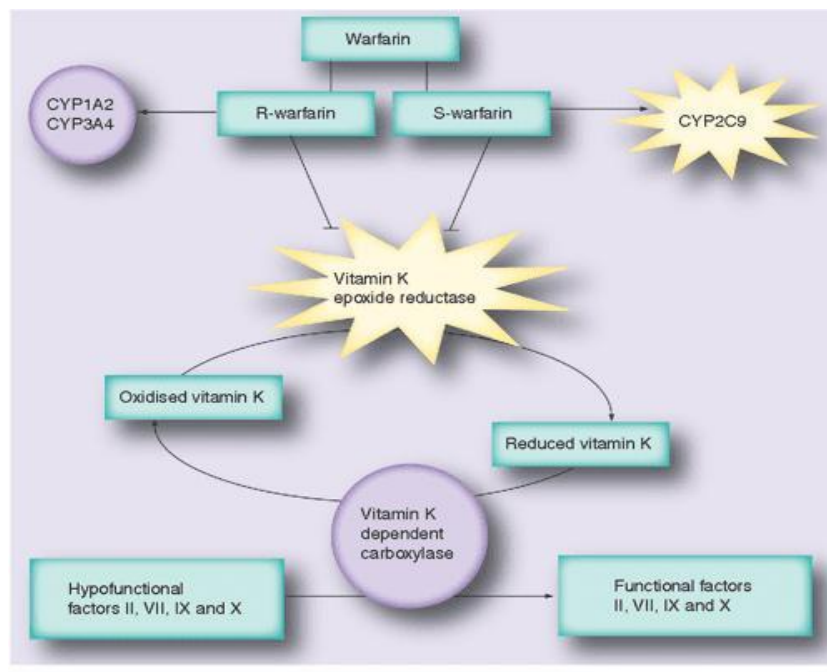 Warfarin
CYP1A2
CYP3A4
R-warfarin
S-warfarin
CYP2C9
Vitamin K
epoxide reductase
Oxidised vitamin K
Reduced vitamin K
Vitamin K
dependent
carboxylase
Hypofunctional
factors II, VII, IX and X
Functional factors
II, VII, IX and X